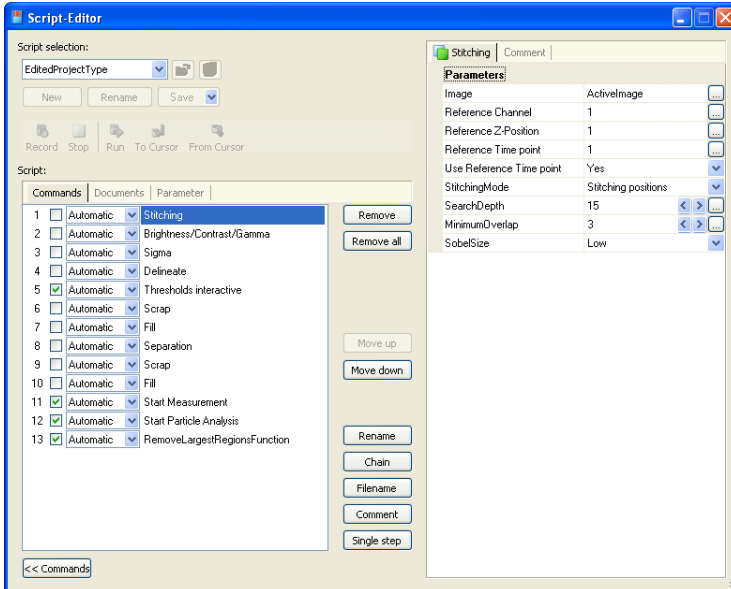 Script-Editor
Script selection:
EditedProjectType
New Rename Save
Record Stop Run To Cursor From Cursor
Script:
Commands Documents Parameter
1 Automatic Stitching
2 Automatic Brightness/Contrast/Gamma
3 Automatic Sigma
4 Automatic Delineate
5 Automatic Thresholds interactive
6 Automatic Scrap
7 Automatic Fill
8 Automatic Separation
9 Automatic Scrap
10 Automatic Fill
11 Automatic Start Measurement
12 Automatic Start Particle Analysis
13 Automatic RemoveLargestRegionsFunction
<< Commands
Remove
Remove all
Move up
Move down
Rename
Chain
Filename
Comment
Single step
Stitching Comment
Parameters
Image ActiveImage ...
Reference Channel 1 ...
Reference Z-Position 1 ...
Reference Time point 1 ...
Use Reference Time point Yes
StitchingMode Stitching positions
SearchDepth 15 < > ...
MinimumOverlap 3 < > ...
SobelSize Low